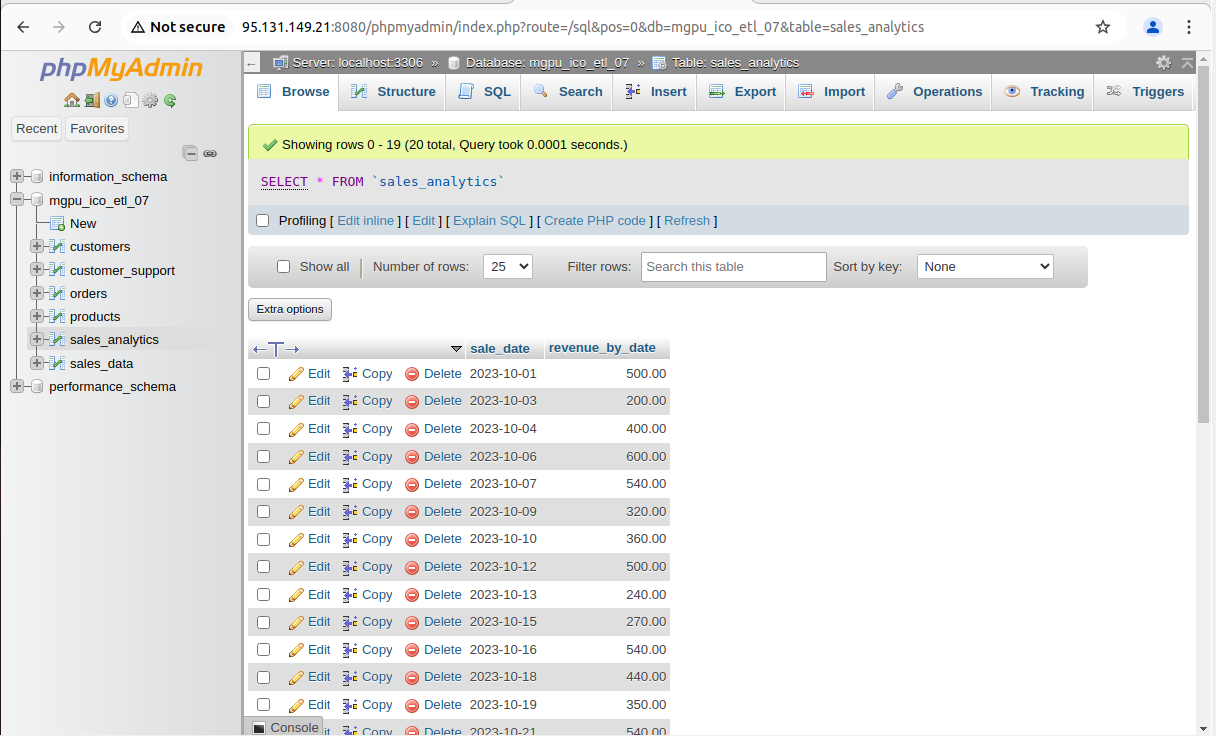 Not secure 95.131.149.21:8080/phpmyadmin/index.php?route=/sql&pos=0&db=mgpu_ico_etl_07&table=sales_analytics
phpMyAdmin
Recent Favorites
information_schema
mgpu_ico_etl_07
New
customers
customer_support
orders
products
sales_analytics
sales_data
performance_schema
Server: localhost:3306 » Database: mgpu_ico_etl_07 » Table: sales_analytics
Browse Structure SQL Search Insert Export Import Operations Tracking Triggers
Showing rows 0 - 19 (20 total, Query took 0.0001 seconds.)
SELECT * FROM `sales_analytics`
Profiling [ Edit inline ] [ Edit ] [ Explain SQL ] [ Create PHP code ] [ Refresh ]
Show all Number of rows: 25 Filter rows: Search this table Sort by key: None
Extra options
sale_date revenue_by_date
Edit Copy Delete 2023-10-01 500.00
Edit Copy Delete 2023-10-03 200.00
Edit Copy Delete 2023-10-04 400.00
Edit Copy Delete 2023-10-06 600.00
Edit Copy Delete 2023-10-07 540.00
Edit Copy Delete 2023-10-09 320.00
Edit Copy Delete 2023-10-10 360.00
Edit Copy Delete 2023-10-12 500.00
Edit Copy Delete 2023-10-13 240.00
Edit Copy Delete 2023-10-15 270.00
Edit Copy Delete 2023-10-16 540.00
Edit Copy Delete 2023-10-18 440.00
Edit Copy Delete 2023-10-19 350.00
Copy Delete 2023-10-21 540.00
Console